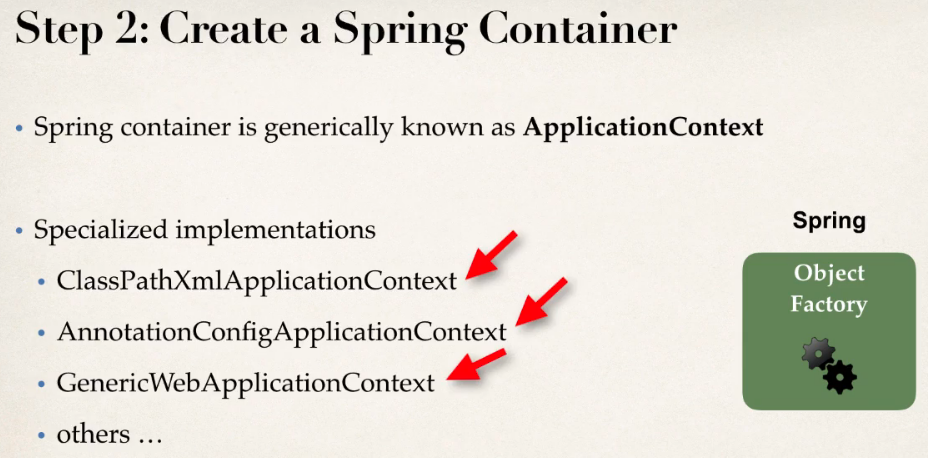 Step 2: Create a Spring Container
• Spring container is generically known as ApplicationContext
• Specialized implementations
• ClassPathXmlApplicationContext
• AnnotationConfigApplicationContext
• GenericWebApplicationContext
• others ...
Spring
Object
Factory